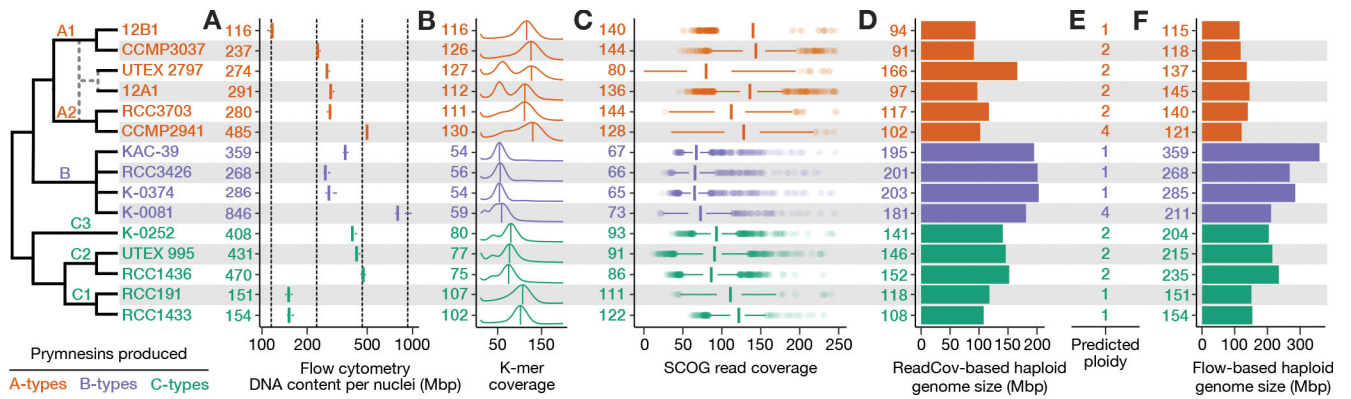 A B C D E F
A1 12B1 116 116 140 94 1 115
CCMP3037 237 126 144 91 2 118
UTEX 2797 274 127 80 166 2 137
12A1 291 112 136 97 2 145
A2 RCC3703 280 111 144 117 2 140
CCMP2941 485 130 128 102 4 121
KAC-39 359 54 67 195 1 359
B RCC3426 268 56 66 201 1 268
K-0374 286 54 65 203 1 285
K-0081 846 59 73 181 4 211
C3 K-0252 408 80 93 141 2 204
C2 UTEX 995 431 77 91 146 2 215
RCC1436 470 75 86 152 2 235
C1 RCC191 151 107 111 118 1 151
RCC1433 154 102 122 108 1 154
100 200 500 1000 50 150 0 50 100 150 200 250 0 50 100 150 200 0 100 200 300
Prymnesins produced
A-types B-types C-types
Flow cytometry
DNA content per nuclei (Mbp)
K-mer
coverage
SCOG read coverage
ReadCov-based haploid
genome size (Mbp)
Predicted
ploidy
Flow-based haploid
genome size (Mbp)